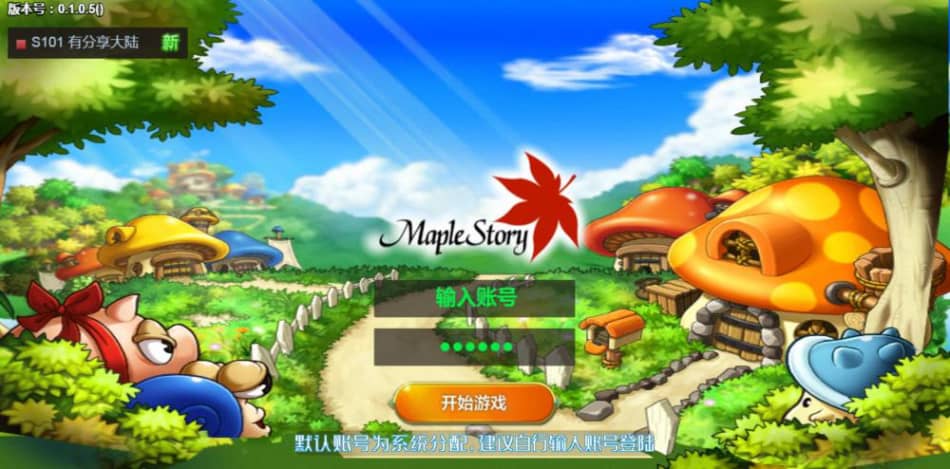 版本号：0.1.0.5()
S101 有分享大陆 新
MapleStory
输入账号
●●●●●●
开始游戏
默认账号为系统分配,建议自行输入账号登陆